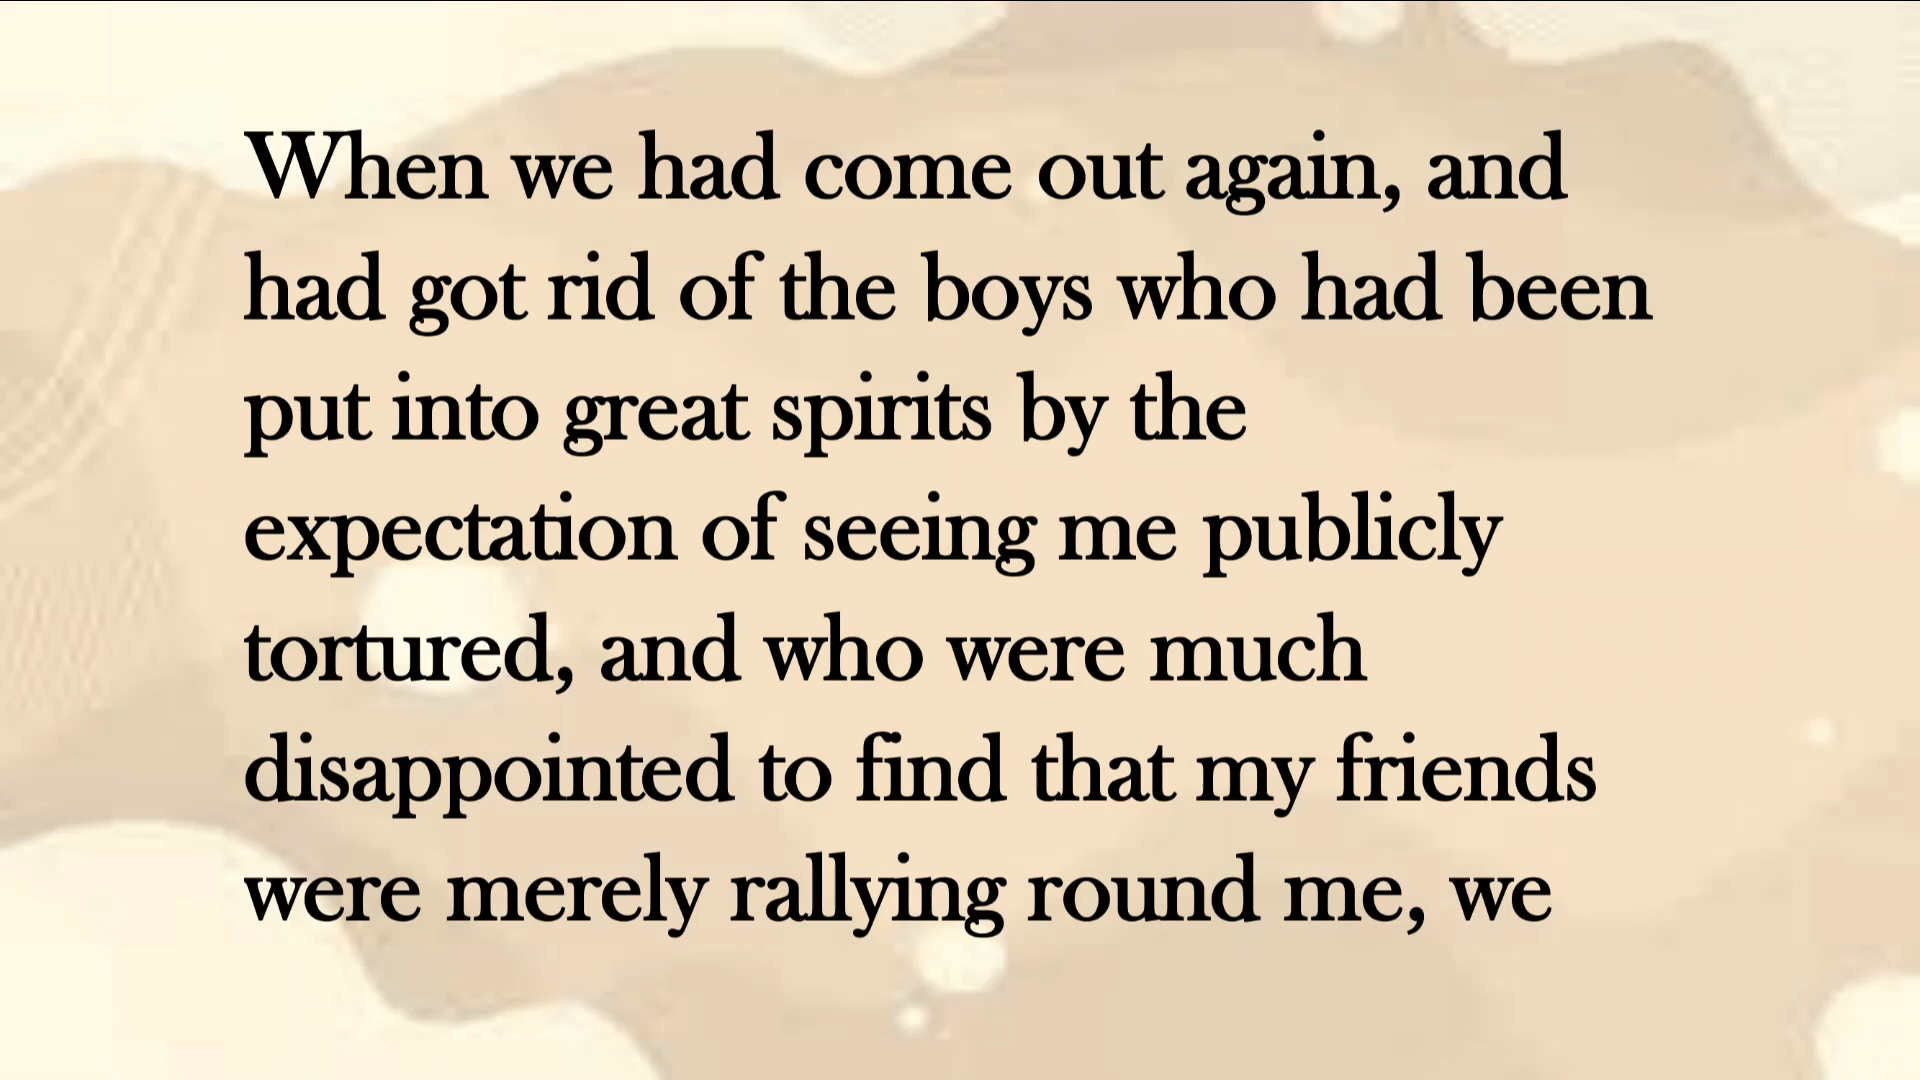 When we had come out again, and
had got rid of the boys who had been
put into great spirits by the
expectation of seeing me publicly
tortured, and who were much
disappointed to find that my friends
were merely rallying round me, we